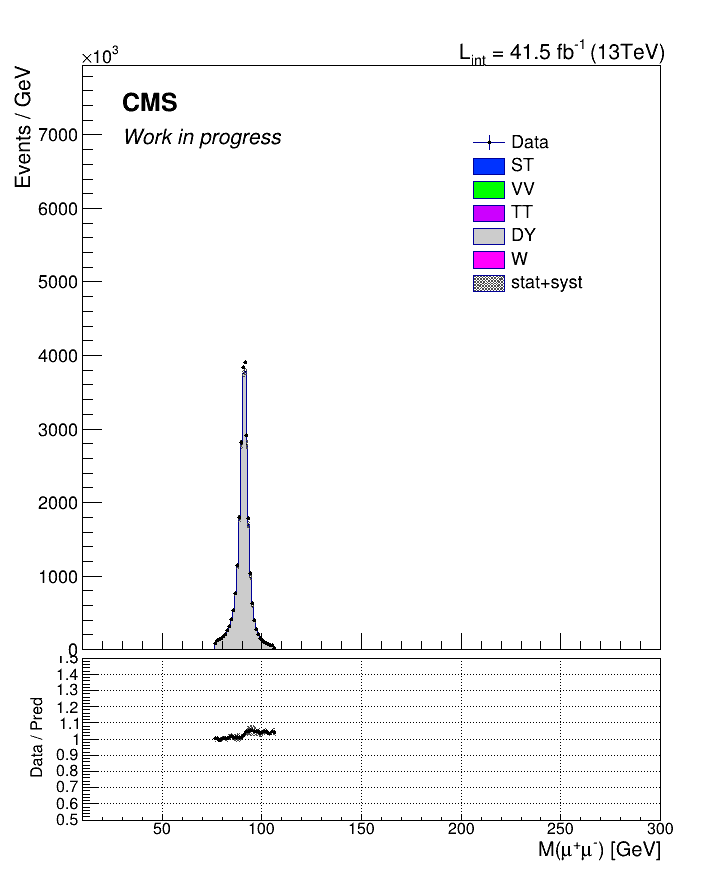 ×10³
L_int = 41.5 fb⁻¹ (13TeV)
Events / GeV
CMS
Work in progress
7000
6000
5000
4000
3000
2000
1000
0
Data
ST
VV
TT
DY
W
stat+syst
Data / Pred
1.5
1.4
1.3
1.2
1.1
1
0.9
0.8
0.7
0.6
0.5
50 100 150 200 250 300
M(μ⁺μ⁻) [GeV]